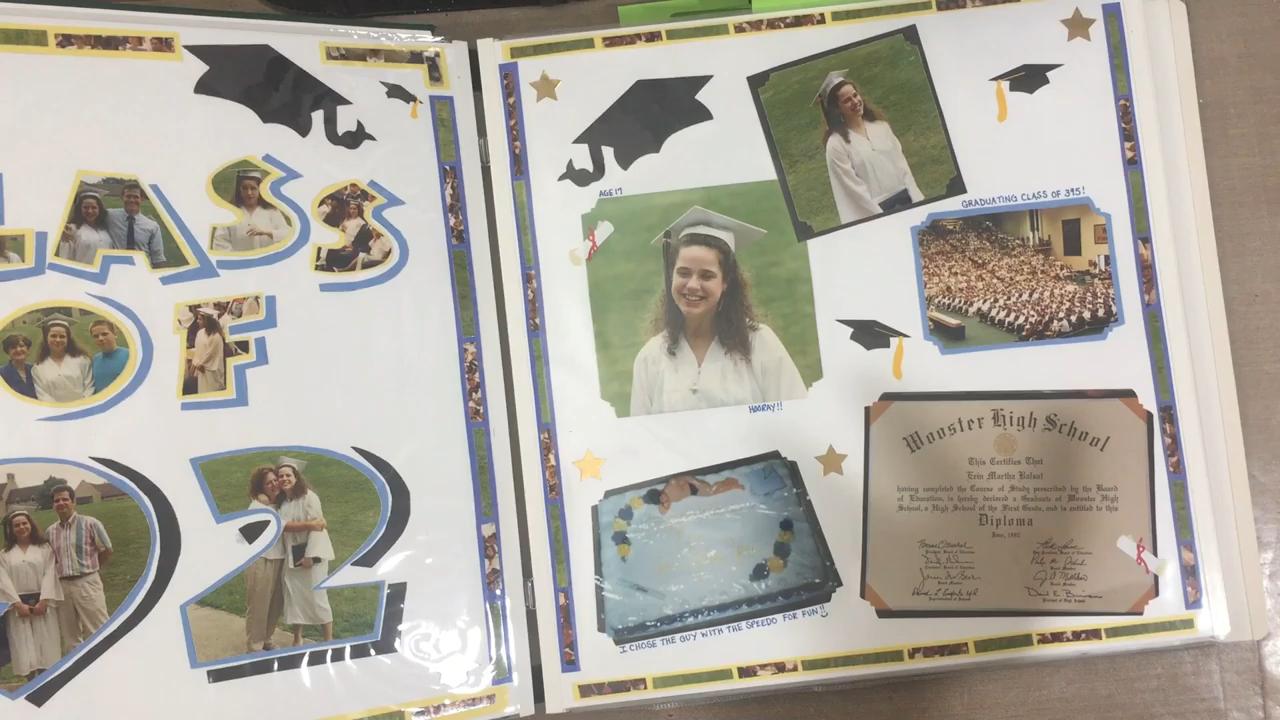 LASS
OF
92
AGE 17
GRADUATING CLASS OF 395!
HOORAY!!
I CHOSE THE GUY WITH THE SPEEDO FOR FUN!!
Wooster High School
This Certifies That
Erin Martha Balsat
having completed the Course of Study prescribed by the Board
of Education, is hereby declared a Graduate of Wooster High
School, a High School of the First Grade, and is entitled to this
Diploma
June, 1992